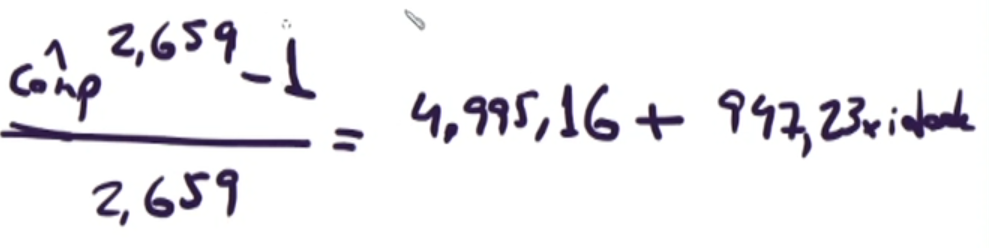 comp̂^2,659 - 1
= 4,995,16 + 947,23 x idade
2,659